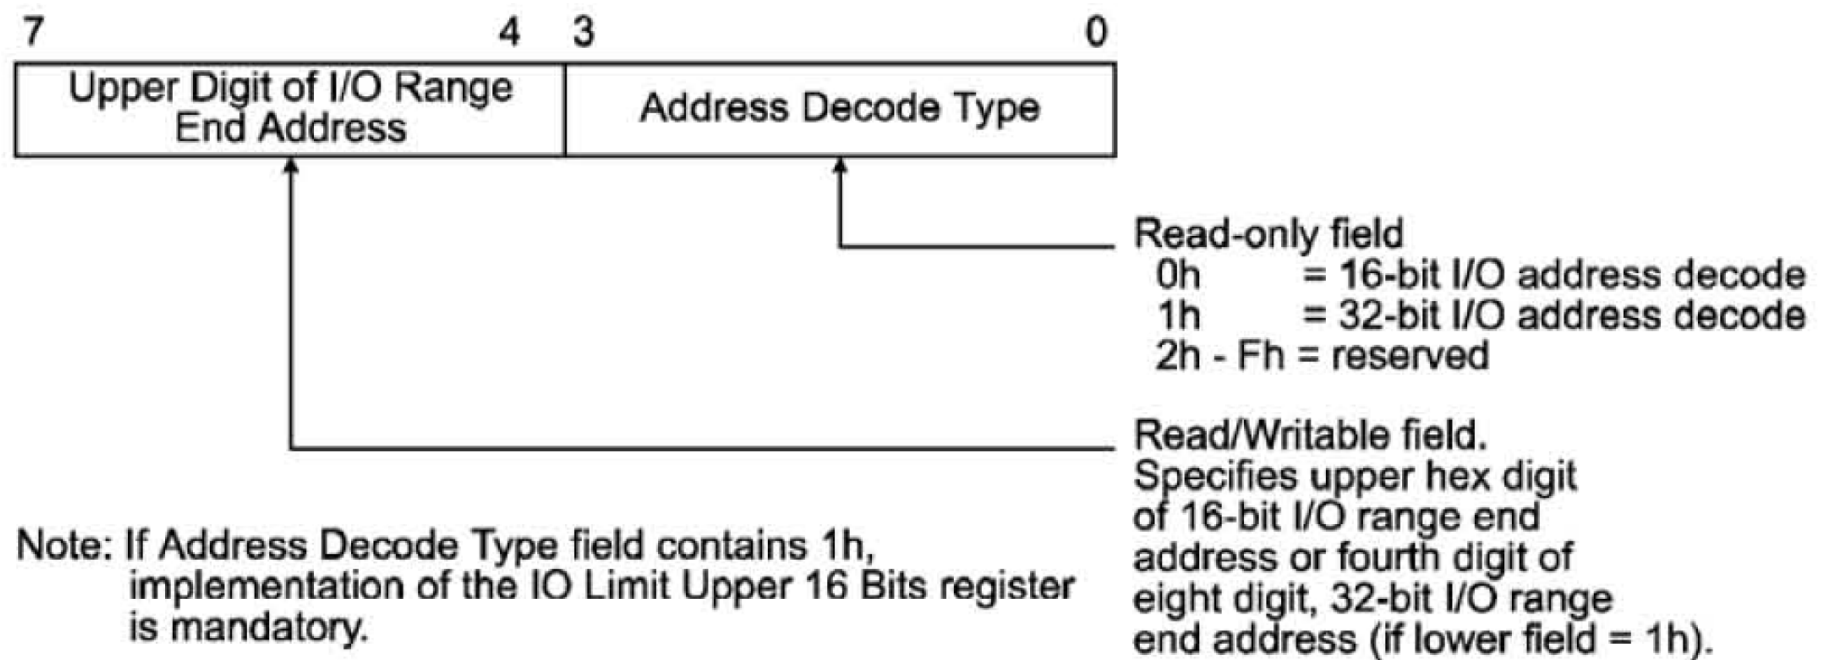 7 4 3 0
Upper Digit of I/O Range
End Address
Address Decode Type
Read-only field
0h = 16-bit I/O address decode
1h = 32-bit I/O address decode
2h - Fh = reserved
Read/Writable field.
Specifies upper hex digit
of 16-bit I/O range end
address or fourth digit of
eight digit, 32-bit I/O range
end address (if lower field = 1h).
Note: If Address Decode Type field contains 1h,
implementation of the IO Limit Upper 16 Bits register
is mandatory.